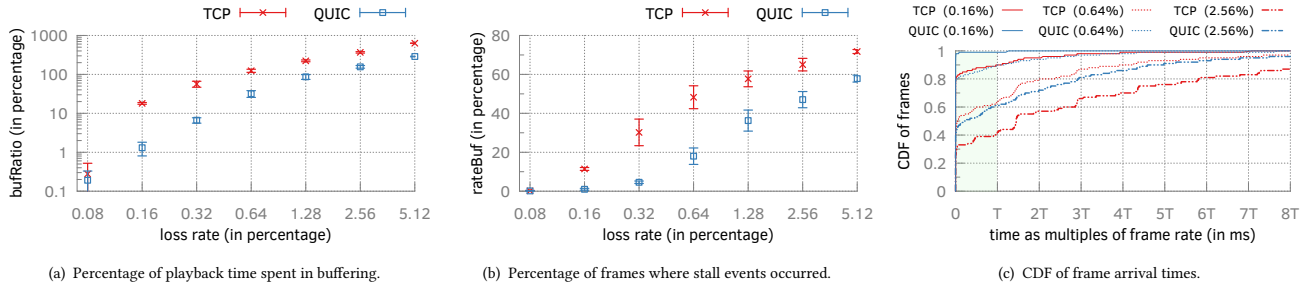 TCP QUIC
bufRatio (in percentage)
1000
100
10
1
0.1
0.08 0.16 0.32 0.64 1.28 2.56 5.12
loss rate (in percentage)
(a) Percentage of playback time spent in buffering.
TCP QUIC
rateBuf (in percentage)
80
60
40
20
0
0.08 0.16 0.32 0.64 1.28 2.56 5.12
loss rate (in percentage)
(b) Percentage of frames where stall events occurred.
TCP (0.16%) TCP (0.64%) TCP (2.56%)
QUIC (0.16%) QUIC (0.64%) QUIC (2.56%)
CDF of frames
1
0.8
0.6
0.4
0.2
0
0 T 2T 3T 4T 5T 6T 7T 8T
time as multiples of frame rate (in ms)
(c) CDF of frame arrival times.